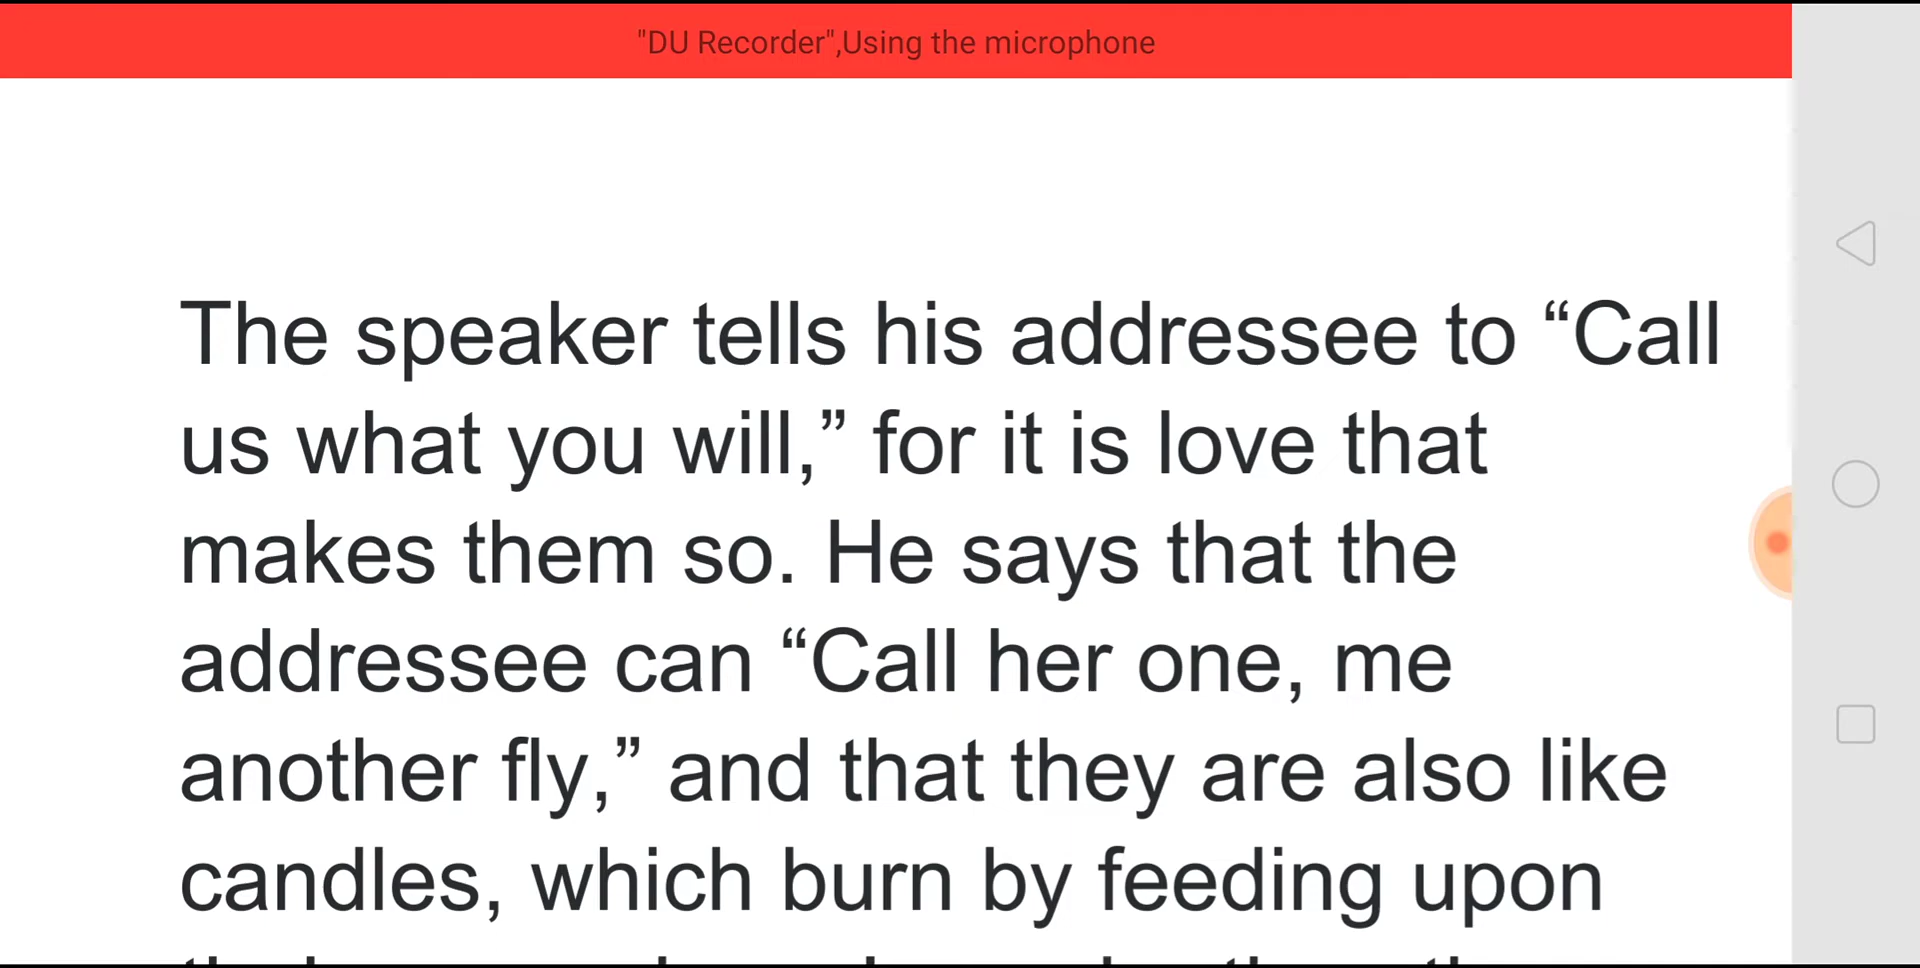 "DU Recorder",Using the microphone
The speaker tells his addressee to “Call
us what you will,” for it is love that
makes them so. He says that the
addressee can “Call her one, me
another fly,” and that they are also like
candles, which burn by feeding upon